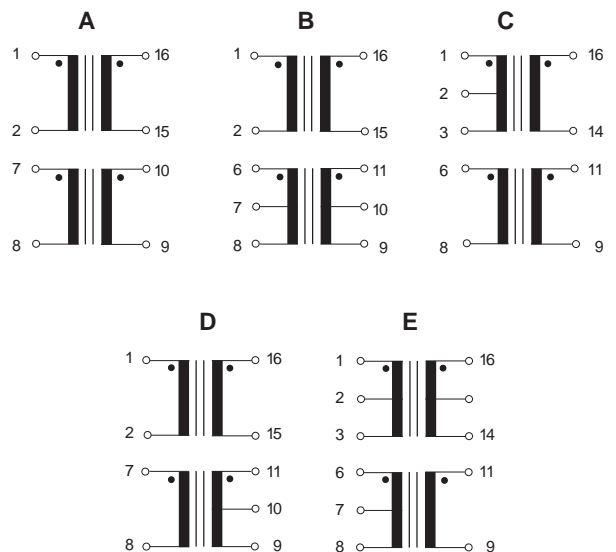 A B C
1 16 1 16 1 16
2
2 15 2 15 3 14
7 10 6 11 6 11
7 10
8 9 8 9 8 9
D E
1 16 1 16
2
2 15 3 14
7 11 6 11
10 7
8 9 8 9